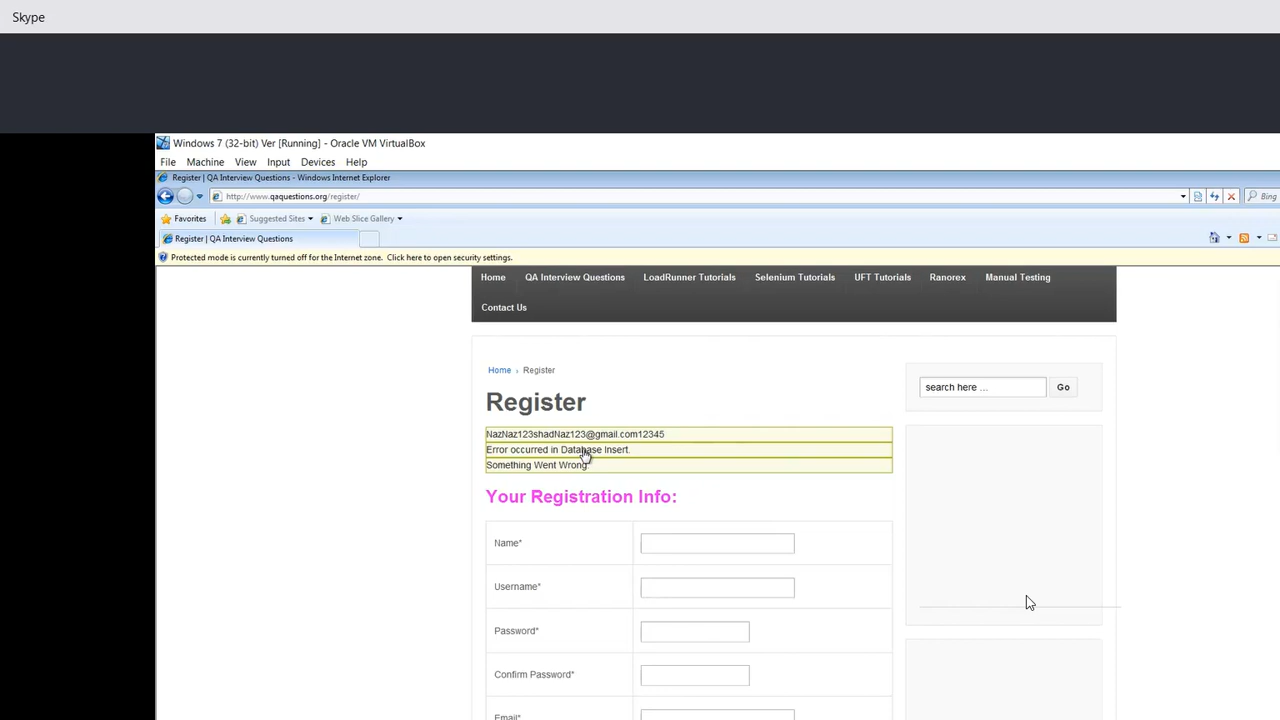 Skype
Windows 7 (32-bit) Ver [Running] - Oracle VM VirtualBox
File Machine View Input Devices Help
Register | QA Interview Questions - Windows Internet Explorer
http://www.qaquestions.org/register/
Bing
Favorites Suggested Sites Web Slice Gallery
Register | QA Interview Questions
Protected mode is currently turned off for the Internet zone. Click here to open security settings.
Home QA Interview Questions LoadRunner Tutorials Selenium Tutorials UFT Tutorials Ranorex Manual Testing
Contact Us
Home › Register
search here ... Go
Register
NazNaz123shadNaz123@gmail.com12345
Error occurred in Database Insert.
Something Went Wrong
Your Registration Info:
Name*
Username*
Password*
Confirm Password*
Email*